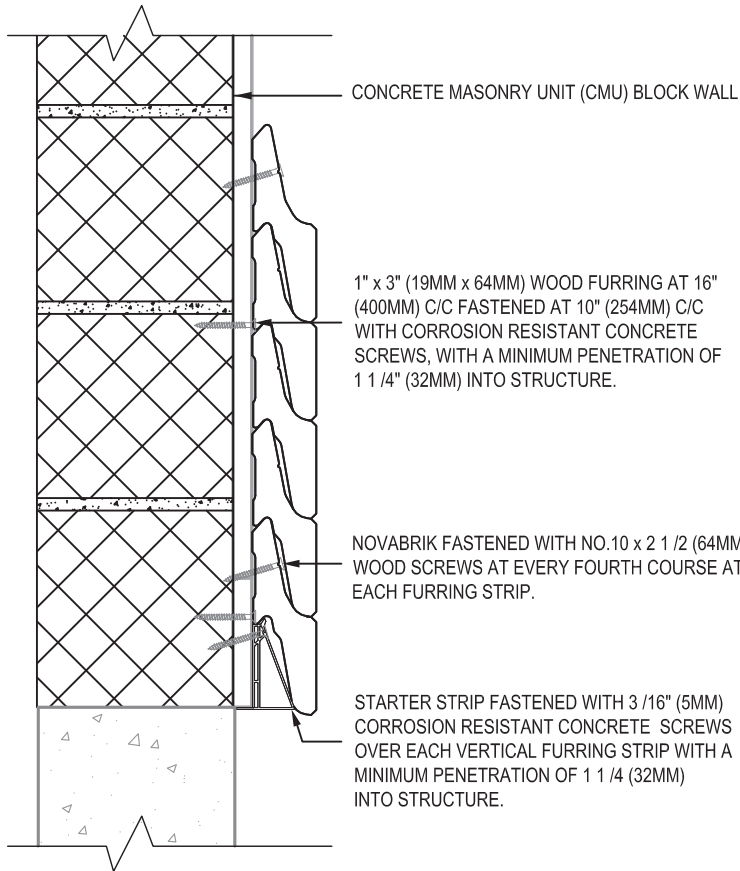 CONCRETE MASONRY UNIT (CMU) BLOCK WALL
1" x 3" (19MM x 64MM) WOOD FURRING AT 16"
(400MM) C/C FASTENED AT 10" (254MM) C/C
WITH CORROSION RESISTANT CONCRETE
SCREWS, WITH A MINIMUM PENETRATION OF
1 1 /4" (32MM) INTO STRUCTURE.
NOVABRIK FASTENED WITH NO.10 x 2 1 /2 (64MM
WOOD SCREWS AT EVERY FOURTH COURSE AT
EACH FURRING STRIP.
STARTER STRIP FASTENED WITH 3 /16" (5MM)
CORROSION RESISTANT CONCRETE SCREWS
OVER EACH VERTICAL FURRING STRIP WITH A
MINIMUM PENETRATION OF 1 1 /4 (32MM)
INTO STRUCTURE.